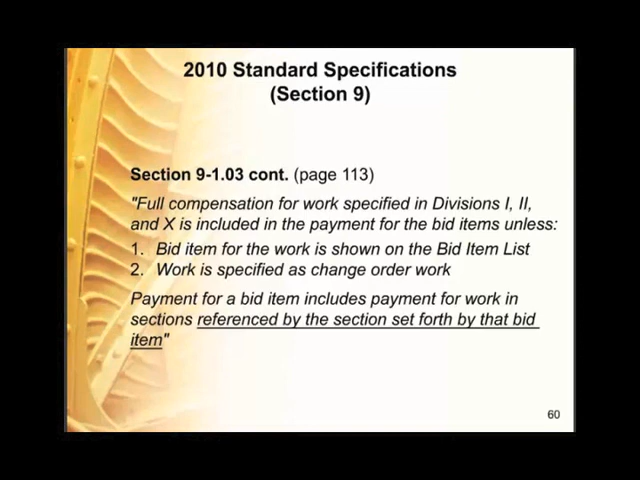 2010 Standard Specifications
(Section 9)
Section 9-1.03 cont. (page 113)
"Full compensation for work specified in Divisions I, II,
and X is included in the payment for the bid items unless:
1. Bid item for the work is shown on the Bid Item List
2. Work is specified as change order work
Payment for a bid item includes payment for work in
sections referenced by the section set forth by that bid
item"
60